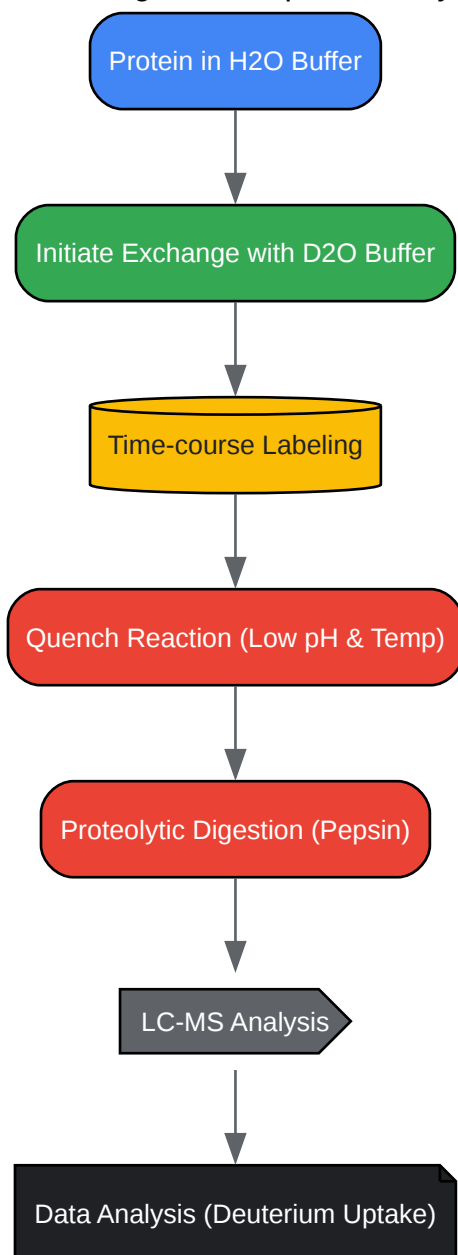 Protein in H2O Buffer
Initiate Exchange with D2O Buffer
Time-course Labeling
Quench Reaction (Low pH & Temp)
Proteolytic Digestion (Pepsin)
LC-MS Analysis
Data Analysis (Deuterium Uptake)